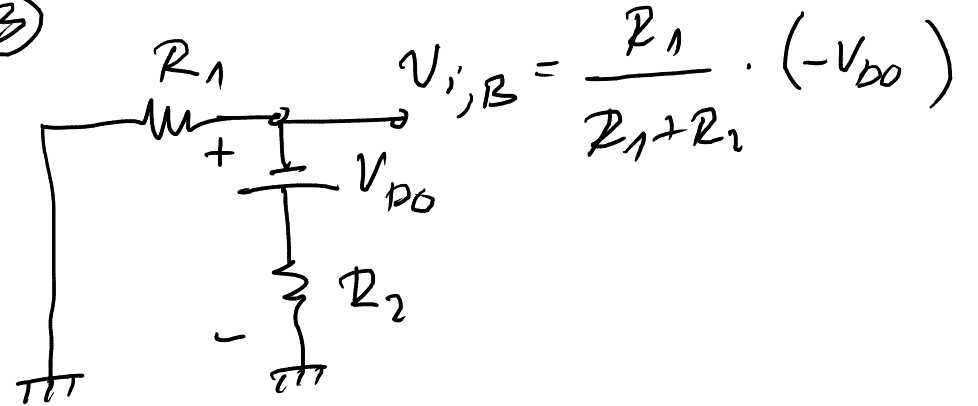 3
R1
Vi,B = R1 / (R1+R2) · (-VD0)
+
VD0
R2
-